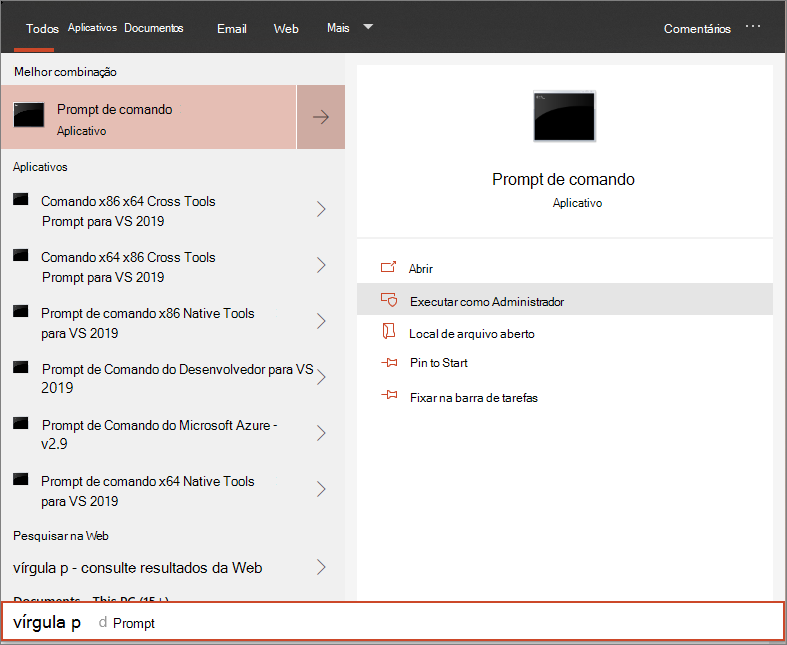 Todos Aplicativos Documentos Email Web Mais Comentários ...
Melhor combinação
Prompt de comando
Aplicativo
Aplicativos
Comando x86 x64 Cross Tools
Prompt para VS 2019
Comando x64 x86 Cross Tools
Prompt para VS 2019
Prompt de comando x86 Native Tools
para VS 2019
Prompt de Comando do Desenvolvedor para VS
2019
Prompt de Comando do Microsoft Azure -
v2.9
Prompt de comando x64 Native Tools
para VS 2019
Pesquisar na Web
vírgula p - consulte resultados da Web
Documents - This PC (15+)
Prompt de comando
Aplicativo
Abrir
Executar como Administrador
Local de arquivo aberto
Pin to Start
Fixar na barra de tarefas
vírgula p d Prompt